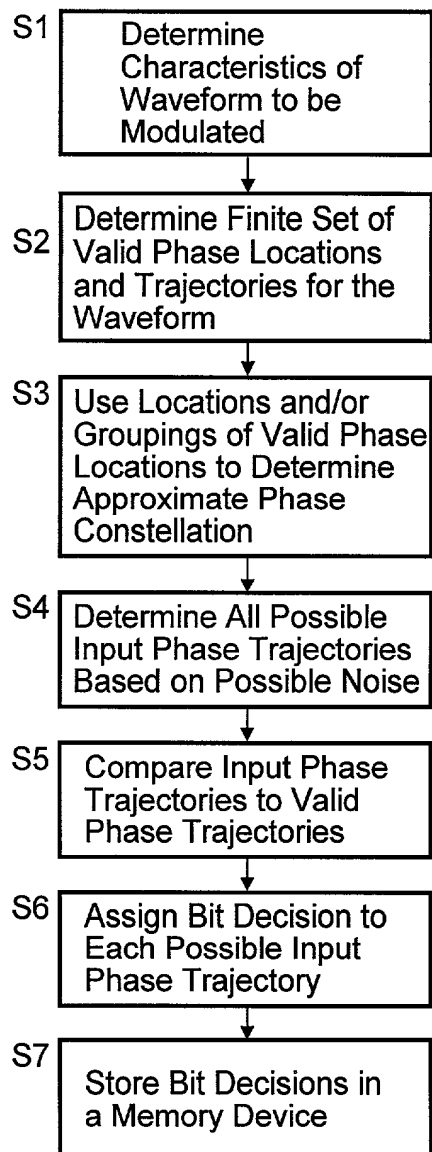 S1
Determine
Characteristics of
Waveform to be
Modulated
S2
Determine Finite Set of
Valid Phase Locations
and Trajectories for the
Waveform
S3
Use Locations and/or
Groupings of Valid Phase
Locations to Determine
Approximate Phase
Constellation
S4
Determine All Possible
Input Phase Trajectories
Based on Possible Noise
S5
Compare Input Phase
Trajectories to Valid
Phase Trajectories
S6
Assign Bit Decision to
Each Possible Input
Phase Trajectory
S7
Store Bit Decisions in
a Memory Device